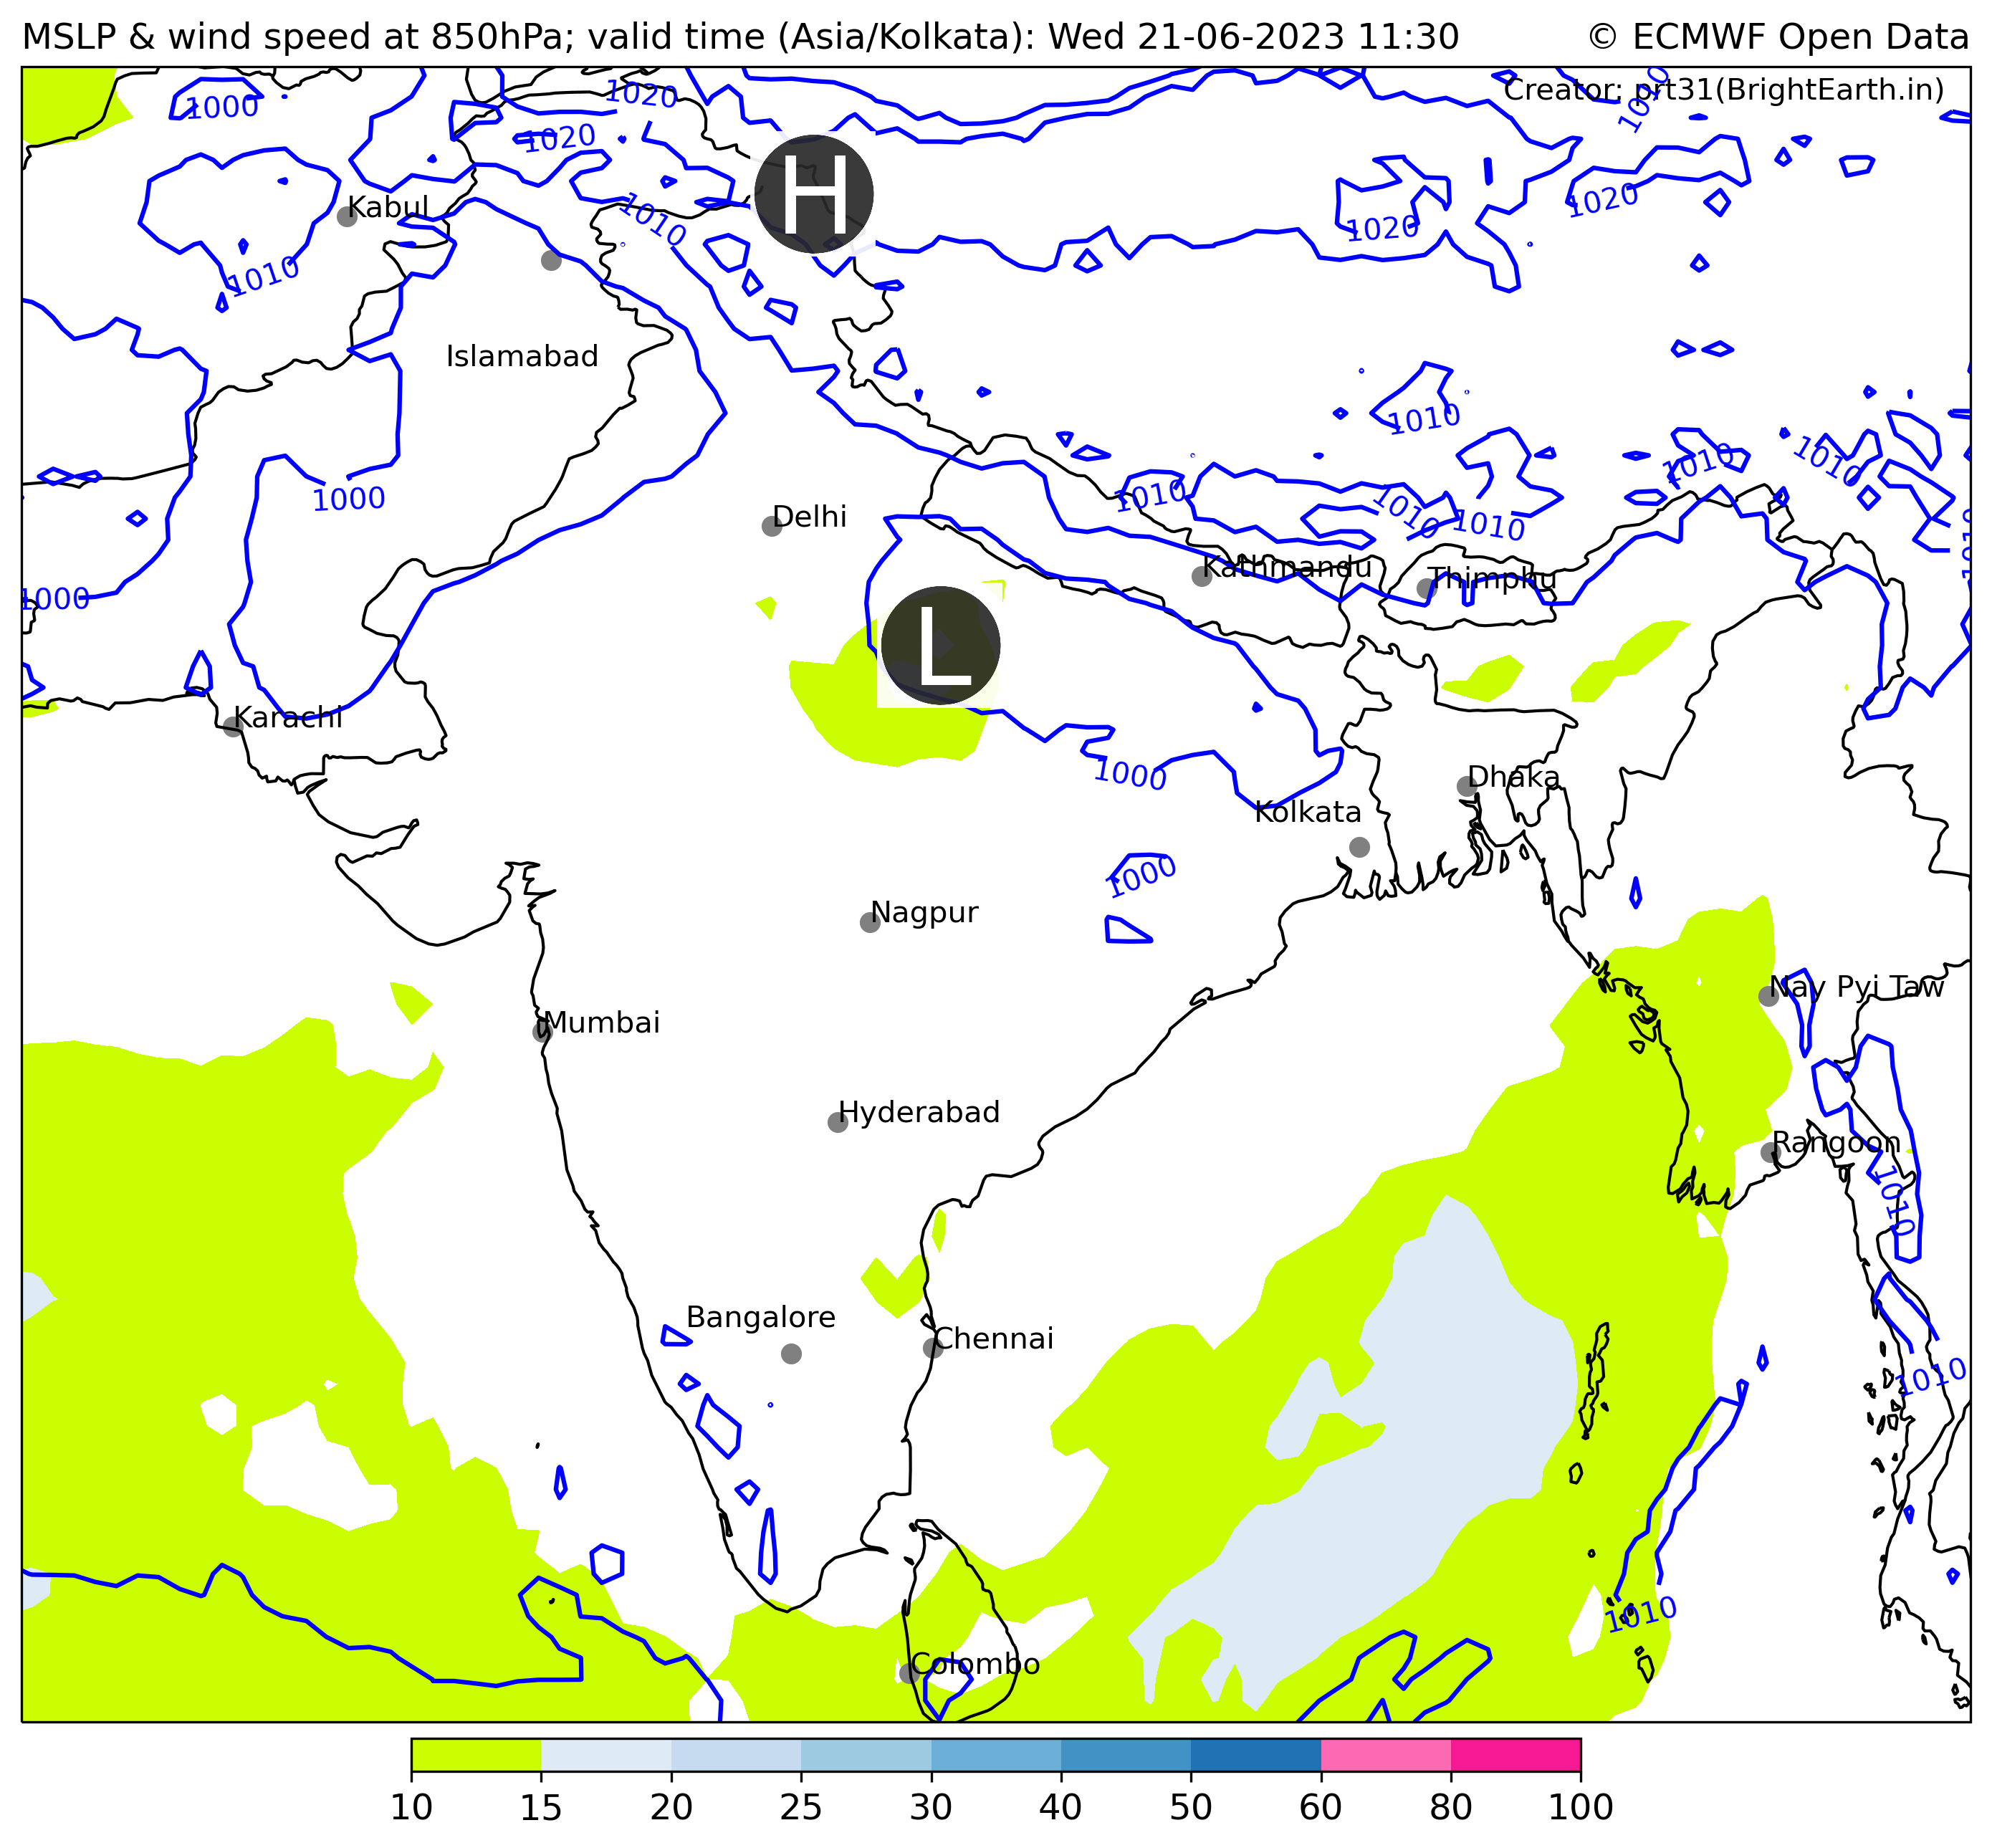 MSLP & wind speed at 850hPa; valid time (Asia/Kolkata): Wed 21-06-2023 11:30
© ECMWF Open Data
Creator: prt31(BrightEarth.in)
1000
1020
1010
1020
H
1020
1020
Kabul
1010
1010
Islamabad
1010
1000
Delhi
1010
1010
1010
1010
1010
1010
Kathmandu
Thimphu
1000
L
Karachi
1000
Dhaka
Kolkata
1000
Nagpur
Nay Pyi Taw
Mumbai
Hyderabad
Rangoon
1010
Bangalore
Chennai
1010
1010
Colombo
10 15 20 25 30 40 50 60 80 100